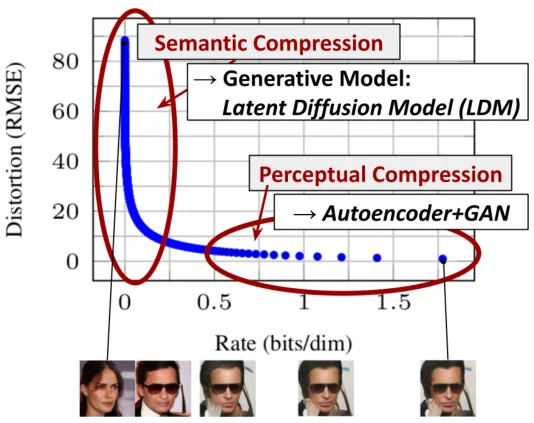 Semantic Compression
→ Generative Model:
Latent Diffusion Model (LDM)
Perceptual Compression
→ Autoencoder+GAN
Distortion (RMSE)
80
60
40
20
0
0 0.5 1 1.5
Rate (bits/dim)